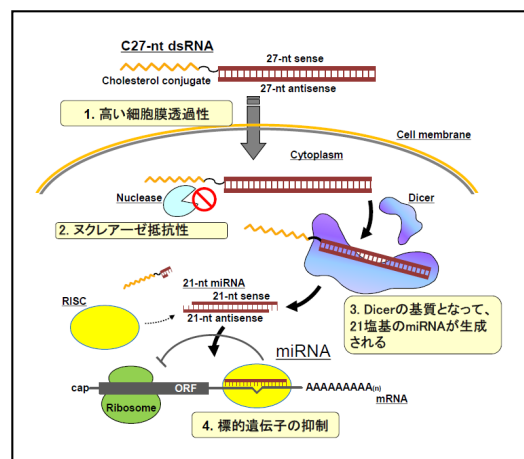 C27-nt dsRNA
27-nt sense
Cholesterol conjugate
27-nt antisense
1. 高い細胞膜透過性
Cell membrane
Cytoplasm
Nuclease
Dicer
2. ヌクレアーゼ抵抗性
21-nt miRNA
RISC
21-nt sense
21-nt antisense
3. Dicerの基質となって、
21塩基のmiRNAが生成
される
miRNA
cap
ORF
AAAAAAAAA(n)
mRNA
Ribosome
4. 標的遺伝子の抑制